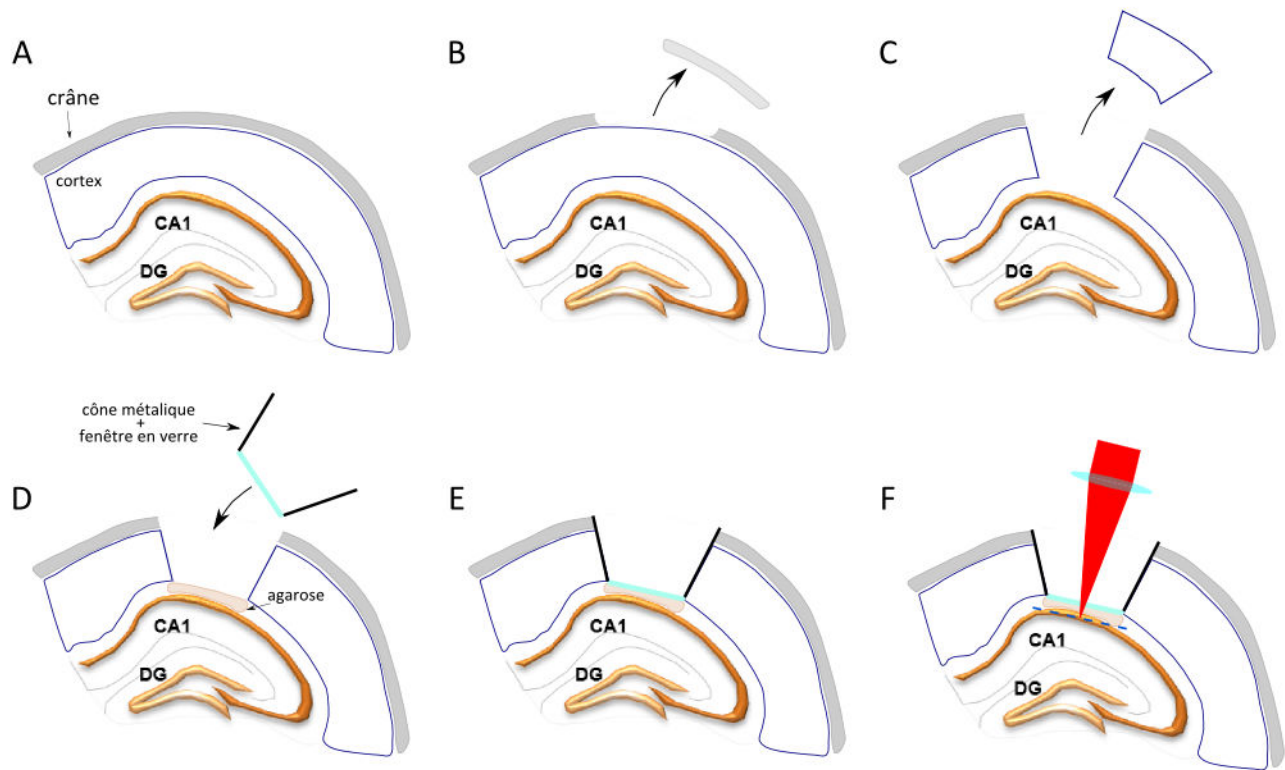 A
B
C
crâne
cortex
CA1
DG
CA1
DG
CA1
DG
cône métalique
+
fenêtre en verre
D
E
F
agarose
CA1
DG
CA1
DG
CA1
DG